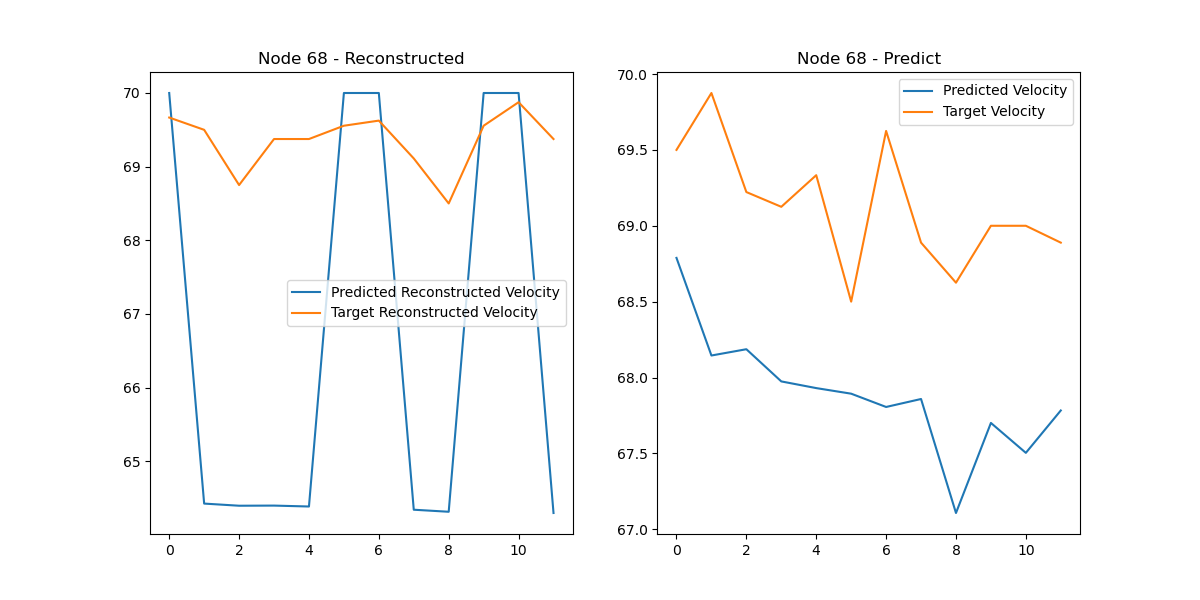 Node 68 - Reconstructed
70
69
68
67
66
65
0 2 4 6 8 10
Predicted Reconstructed Velocity
Target Reconstructed Velocity
Node 68 - Predict
70.0
69.5
69.0
68.5
68.0
67.5
67.0
0 2 4 6 8 10
Predicted Velocity
Target Velocity